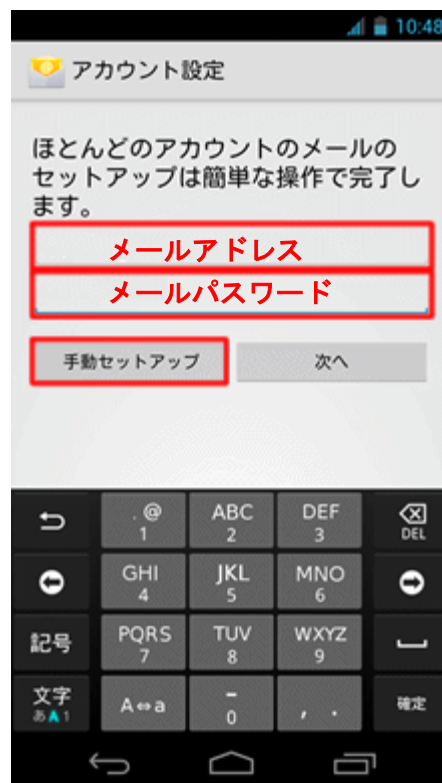 10:48
アカウント設定
ほとんどのアカウントのメールの
セットアップは簡単な操作で完了し
ます。
メールアドレス
メールパスワード
手動セットアップ 次へ
. @ ABC DEF
1 2 3 DEL
GHI JKL MNO
4 5 6
記号 PQRS TUV WXYZ
7 8 9
文字 A⇔a - , . 確定
あA1 0